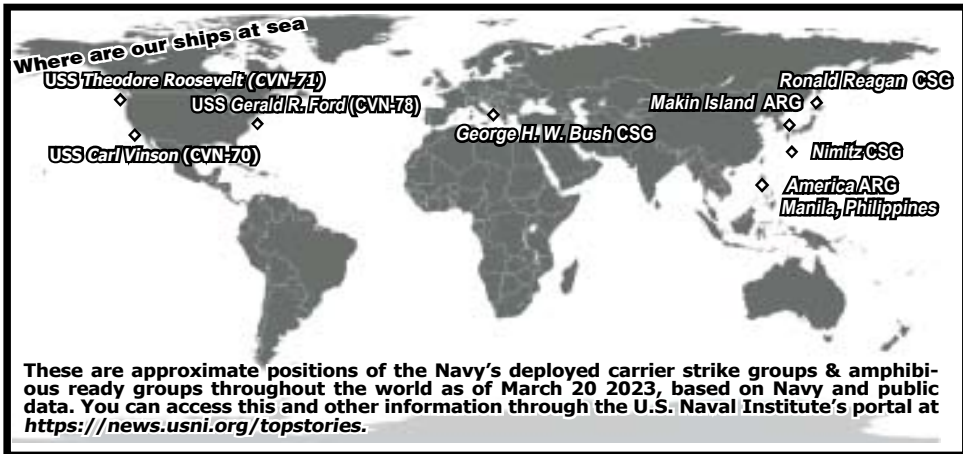 Where are our ships at sea
USS Theodore Roosevelt (CVN-71)
USS Gerald R. Ford (CVN-78)
USS Carl Vinson (CVN-70)
George H. W. Bush CSG
Ronald Reagan CSG
Makin Island ARG
Nimitz CSG
America ARG
Manila, Philippines
These are approximate positions of the Navy's deployed carrier strike groups & amphibi-
ous ready groups throughout the world as of March 20 2023, based on Navy and public
data. You can access this and other information through the U.S. Naval Institute's portal at
https://news.usni.org/topstories.